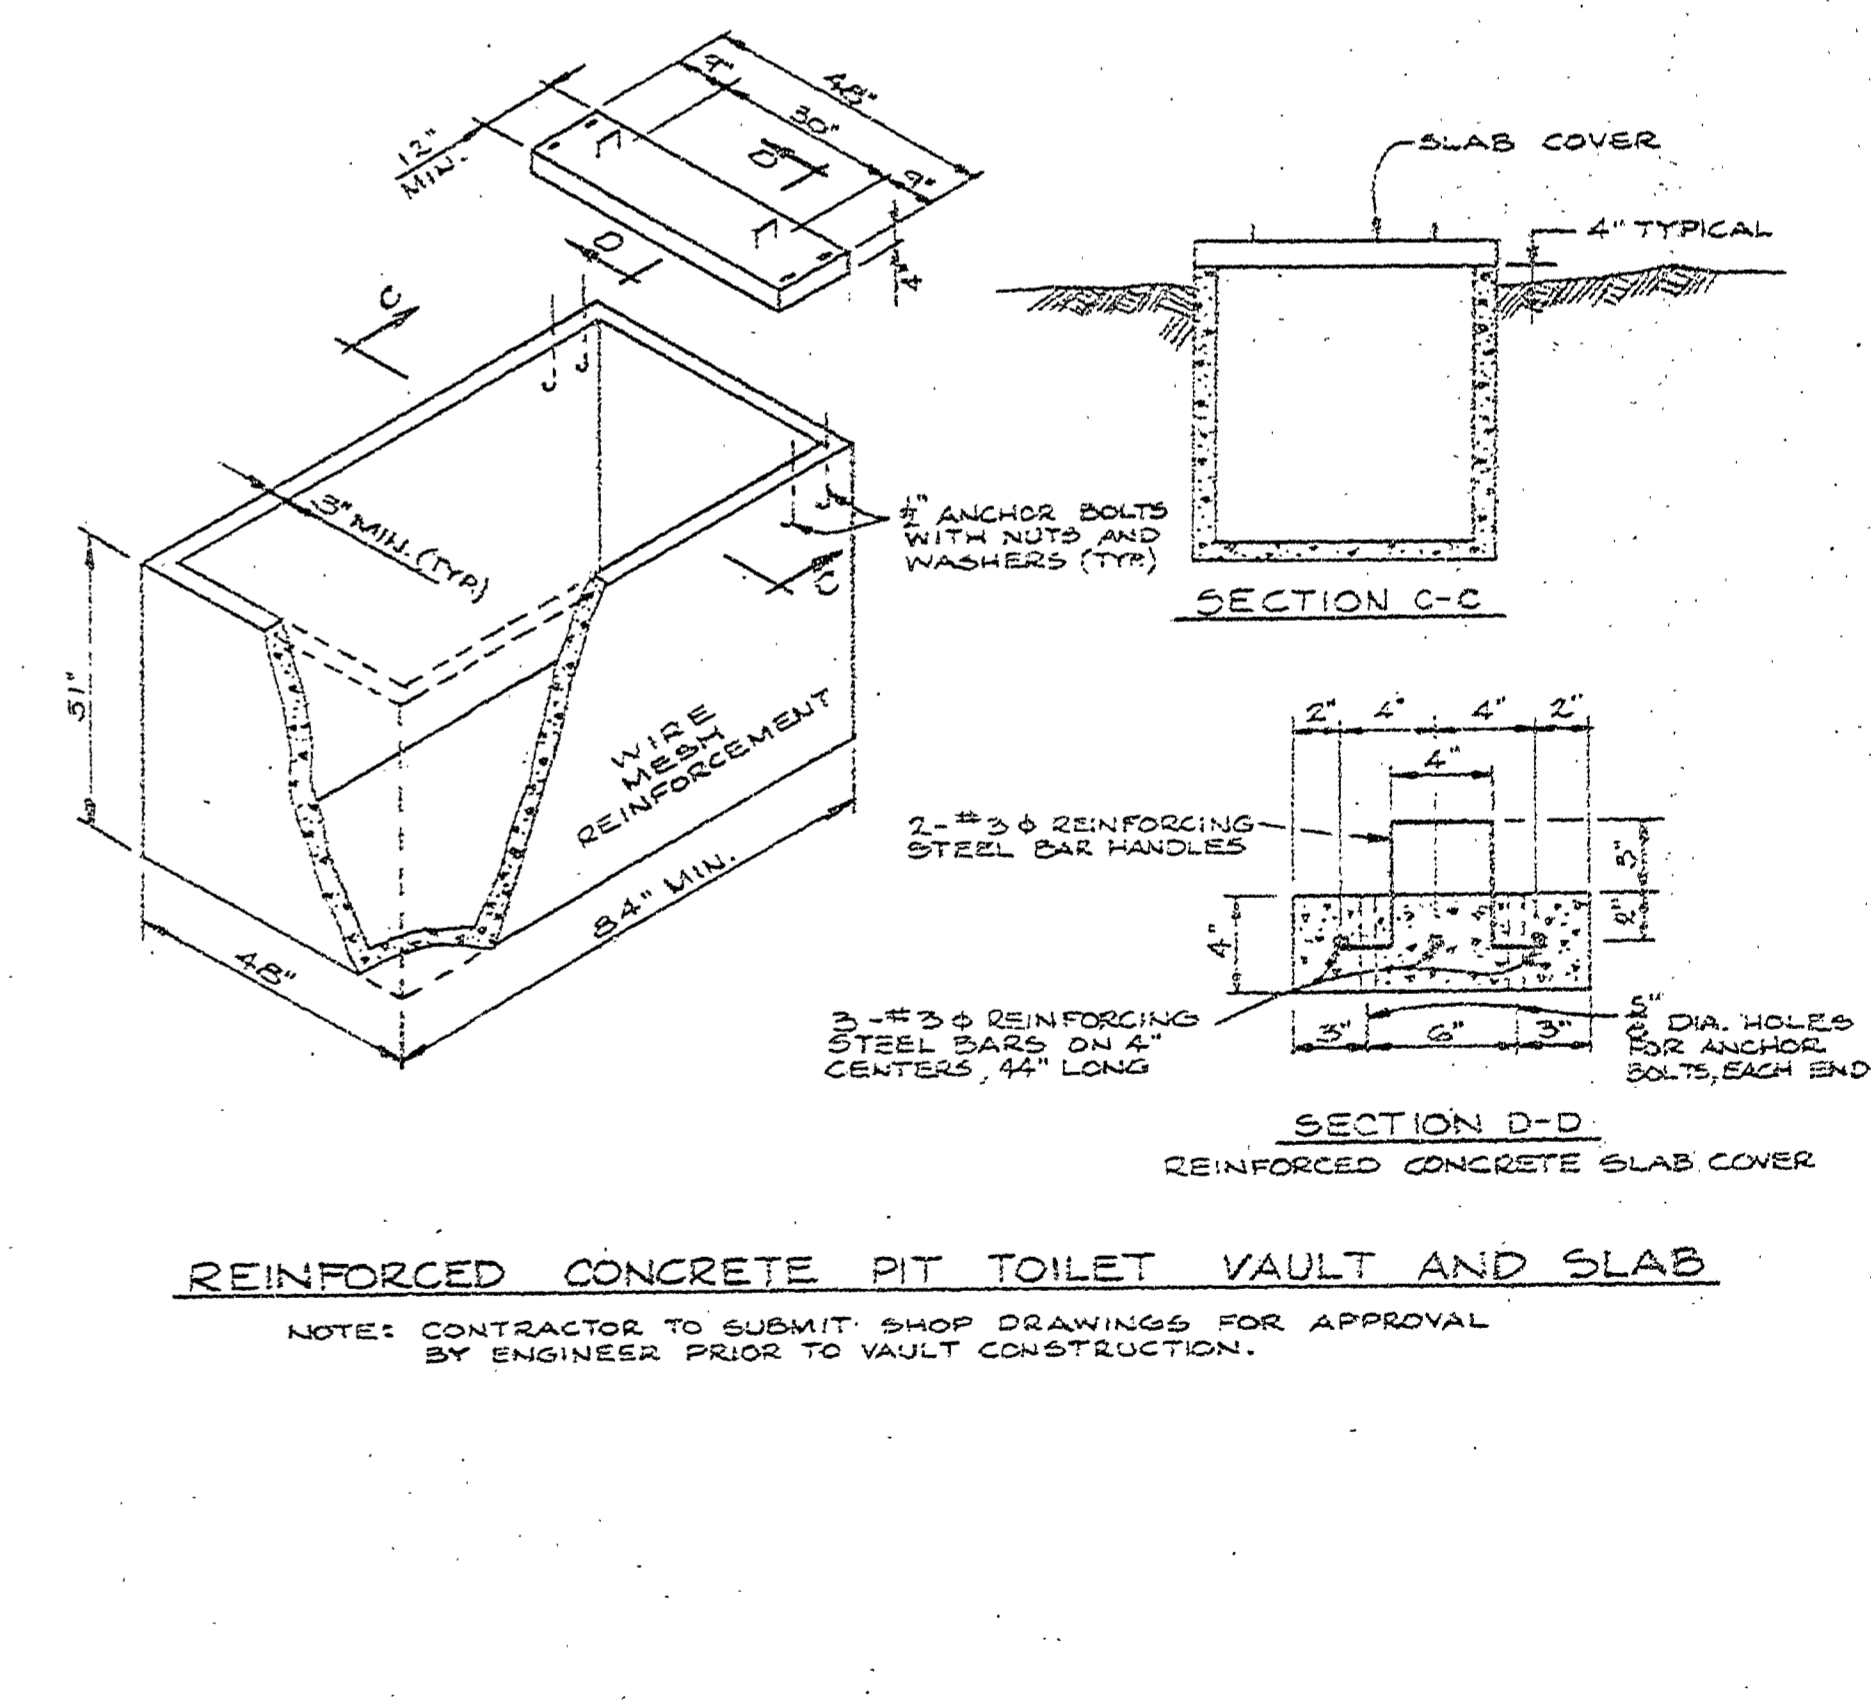 9"
48"
30"
12"
MIN.
D
9"
4"
D
C
SLAB COVER
4" TYPICAL
3" MIN. (TYP.)
51"
½" ANCHOR BOLTS
WITH NUTS AND
WASHERS (TYP.)
C
SECTION C-C
WIRE
MESH
REINFORCEMENT
84" MIN.
48"
2" 4" 4" 2"
4"
2-#3 ϕ REINFORCING
STEEL BAR HANDLES
3"
2"
4"
3-#3 ϕ REINFORCING
STEEL BARS ON 4"
CENTERS, 44" LONG
3" 6" 3"
DIA. HOLES
FOR ANCHOR
BOLTS, EACH END
SECTION D-D
REINFORCED CONCRETE SLAB COVER
REINFORCED CONCRETE PIT TOILET VAULT AND SLAB
NOTE: CONTRACTOR TO SUBMIT SHOP DRAWINGS FOR APPROVAL
BY ENGINEER PRIOR TO VAULT CONSTRUCTION.